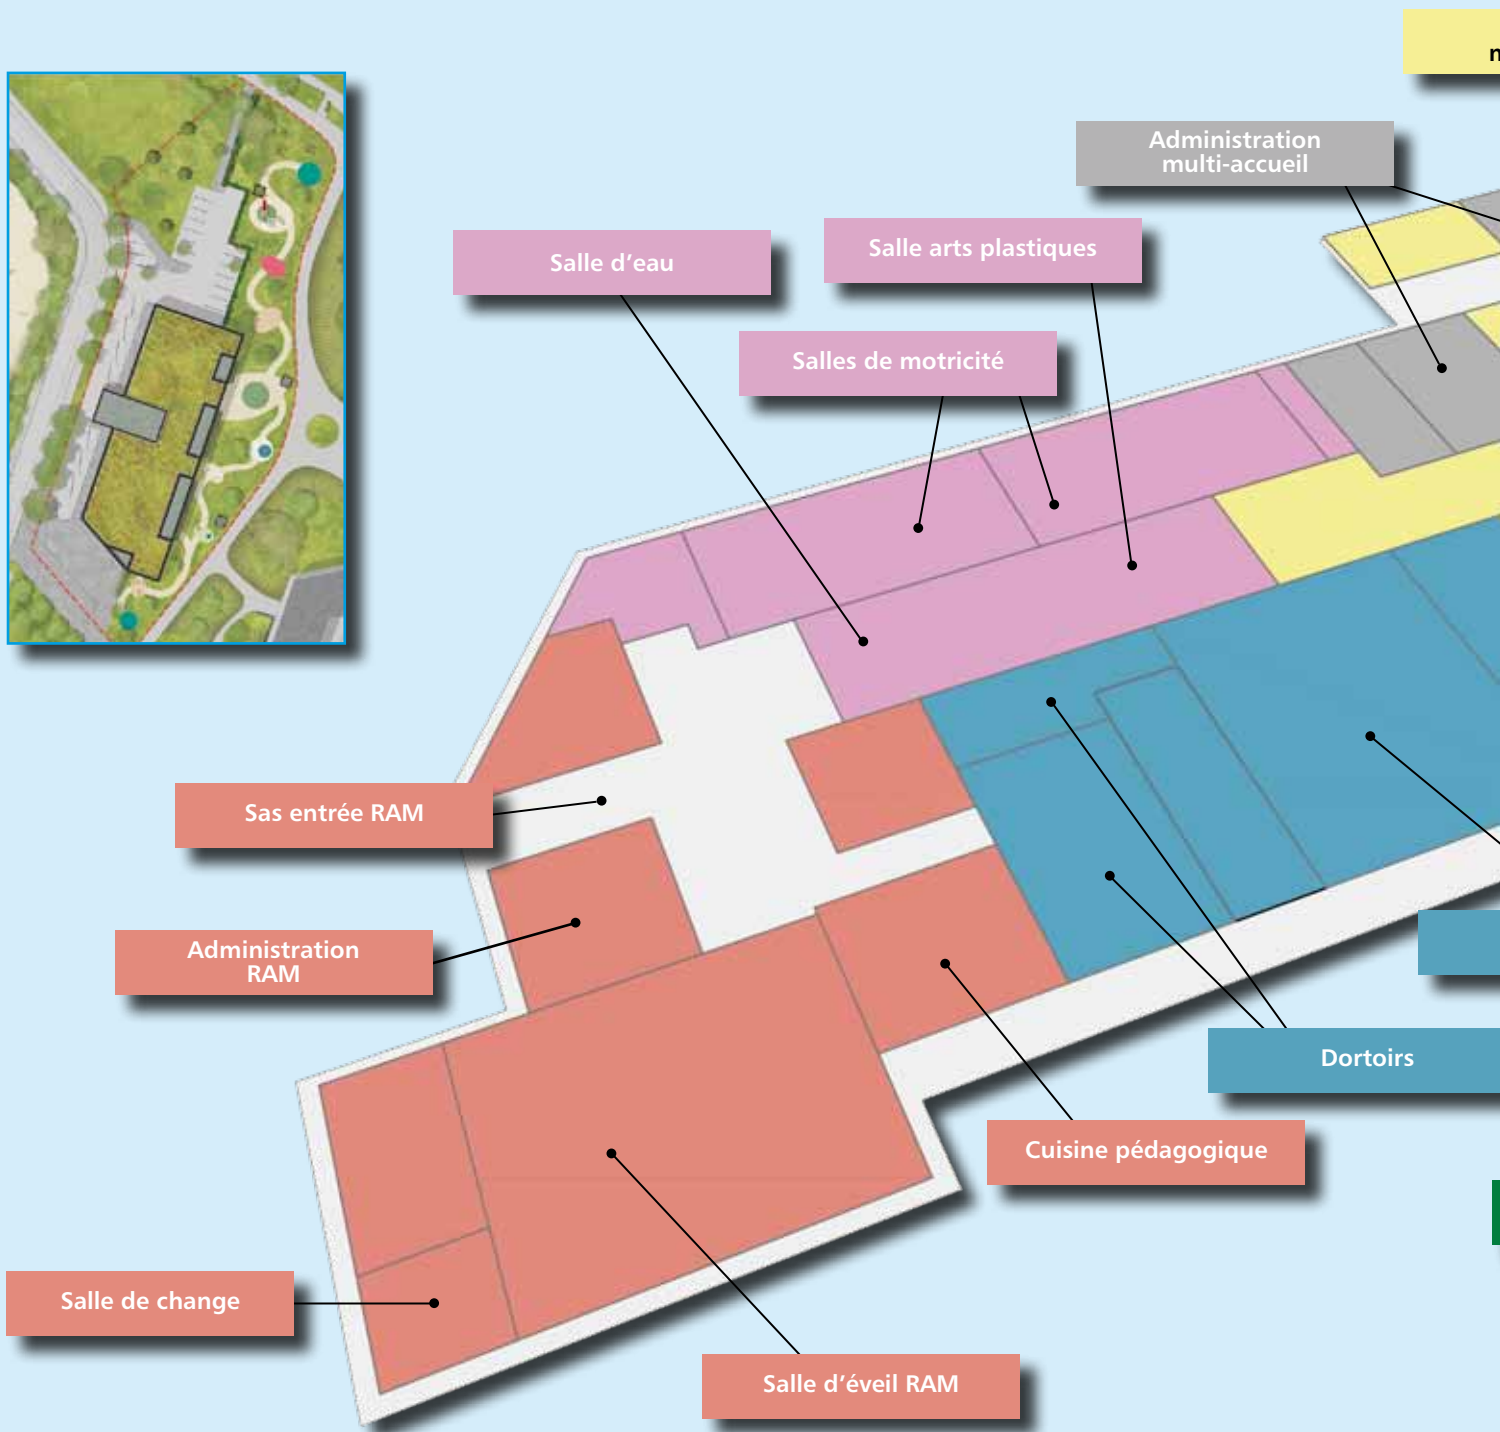 Administration
multi-accueil
Salle arts plastiques
Salle d’eau
Salles de motricité
Sas entrée RAM
Administration
RAM
Dortoirs
Cuisine pédagogique
Salle de change
Salle d’éveil RAM